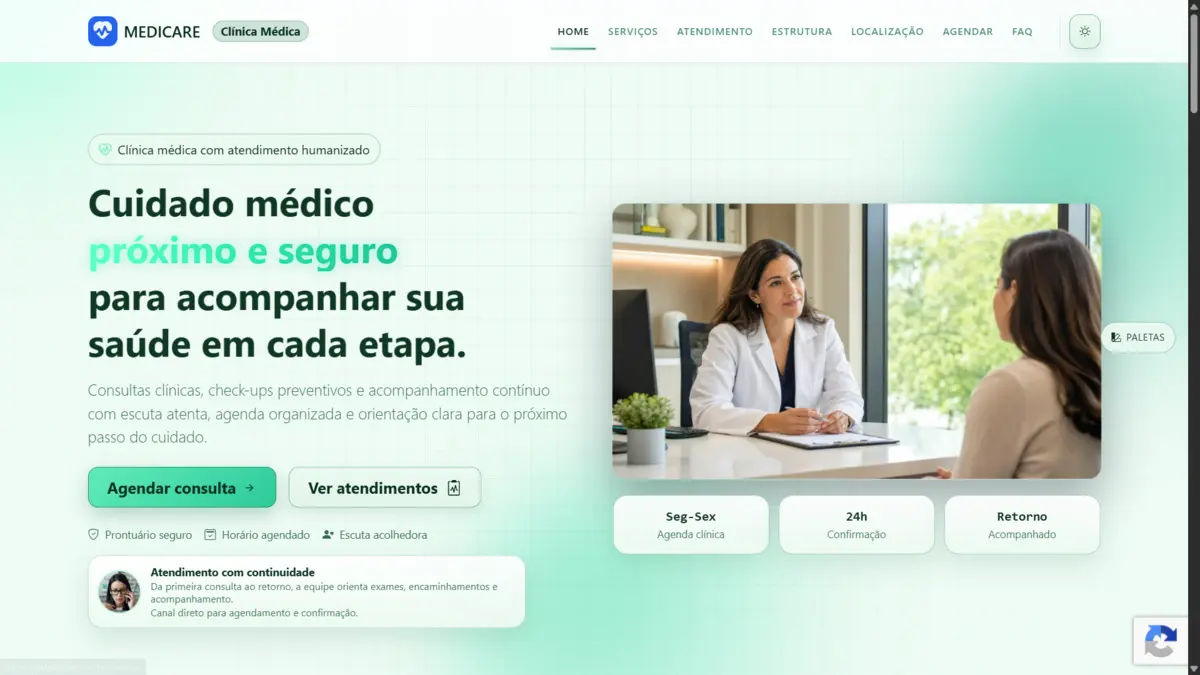 MEDICARE
Clínica Médica
HOME
SERVIÇOS
ATENDIMENTO
ESTRUTURA
LOCALIZAÇÃO
AGENDAR
FAQ
Clínica médica com atendimento humanizado
Cuidado médico
próximo e seguro
para acompanhar sua
saúde em cada etapa.
Consultas clínicas, check-ups preventivos e acompanhamento contínuo
com escuta atenta, agenda organizada e orientação clara para o próximo
passo do cuidado.
Agendar consulta →
Ver atendimentos
Prontuário seguro
Horário agendado
Escuta acolhedora
Atendimento com continuidade
Da primeira consulta ao retorno, a equipe orienta exames, encaminhamentos e
acompanhamento.
Canal direto para agendamento e confirmação.
Seg-Sex
Agenda clínica
24h
Confirmação
Retorno
Acompanhado
PALETAS